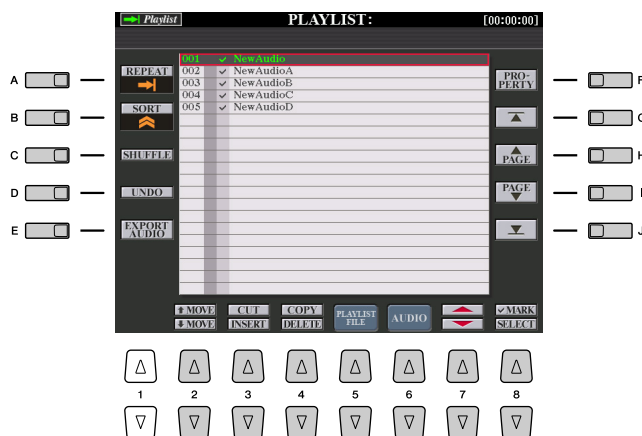 Playlist PLAYLIST: [00:00:00]
001 ✓ NewAudio
002 ✓ NewAudioA
003 ✓ NewAudioB
004 ✓ NewAudioC
005 ✓ NewAudioD
A
REPEAT
B
SORT
C
SHUFFLE
D
UNDO
E
EXPORT
AUDIO
PRO-
PERTY
PAGE
H
PAGE
J
MOVE CUT COPY PLAYLIST FILE AUDIO ✓MARK
MOVE INSERT DELETE SELECT
1 2 3 4 5 6 7 8